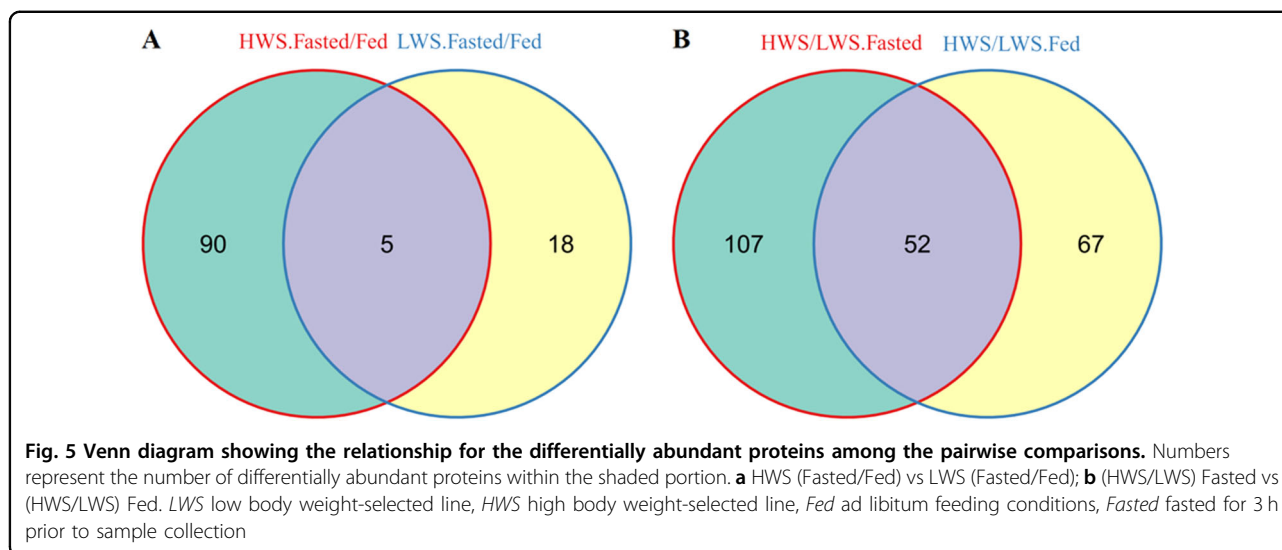 A
HWS.Fasted/Fed LWS.Fasted/Fed
90
5
18
B
HWS/LWS.Fasted HWS/LWS.Fed
107
52
67
Fig. 5 Venn diagram showing the relationship for the differentially abundant proteins among the pairwise comparisons. Numbers
represent the number of differentially abundant proteins within the shaded portion. a HWS (Fasted/Fed) vs LWS (Fasted/Fed); b (HWS/LWS) Fasted vs
(HWS/LWS) Fed. LWS low body weight-selected line, HWS high body weight-selected line, Fed ad libitum feeding conditions, Fasted fasted for 3 h
prior to sample collection